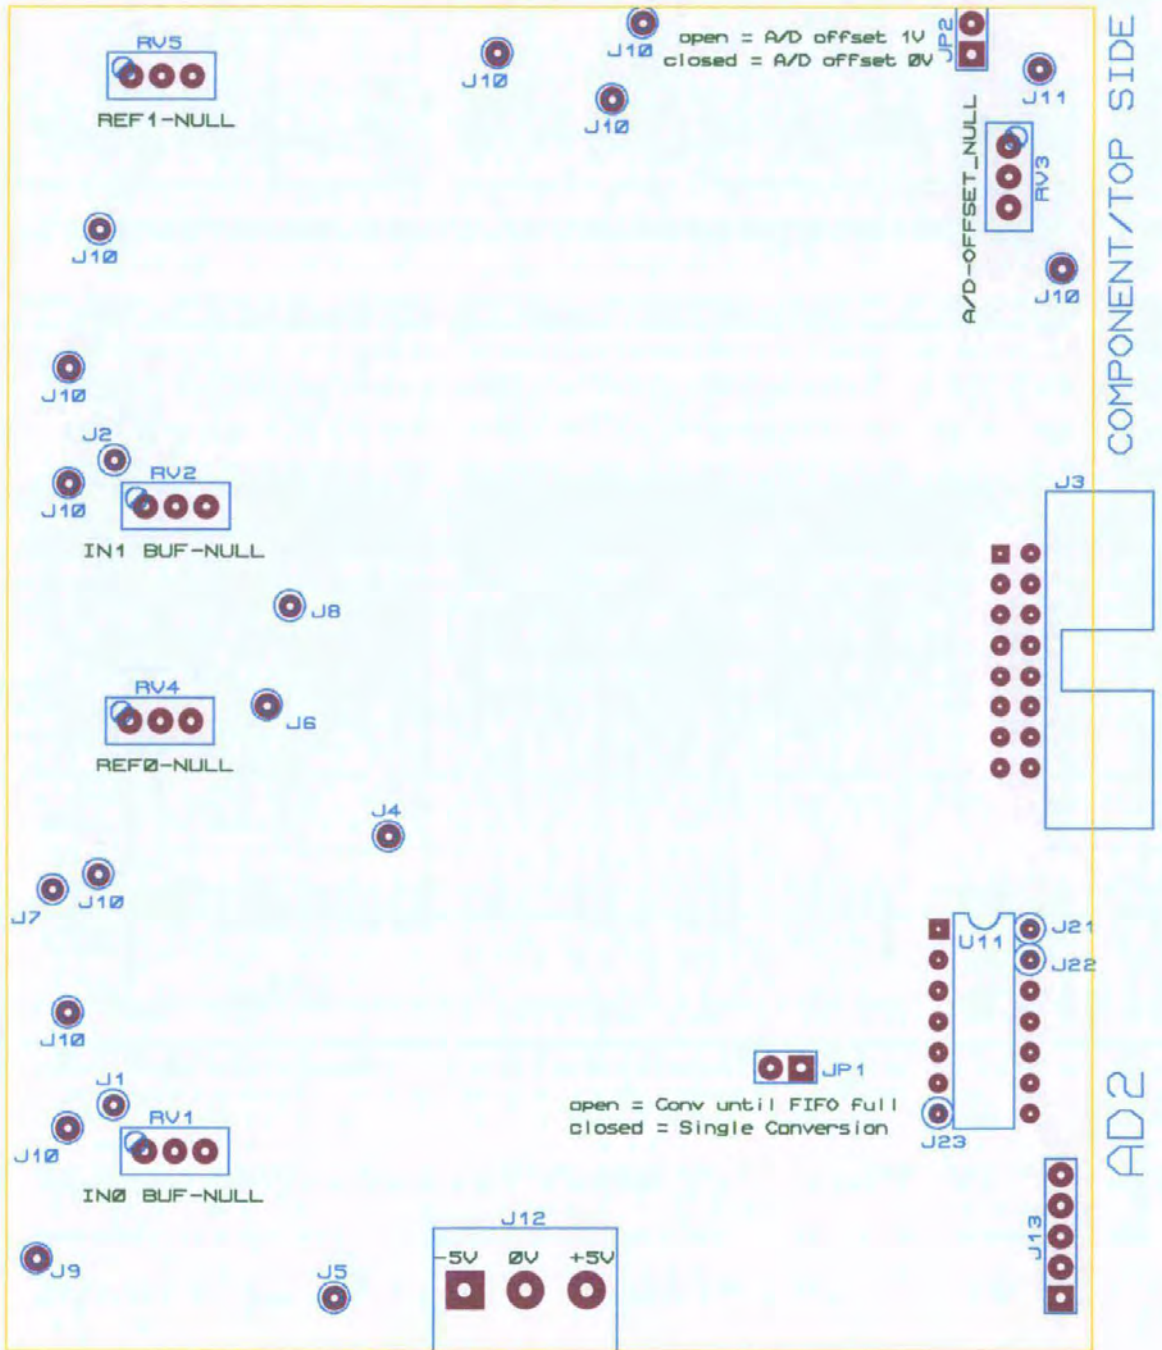 RV5
REF1-NULL
J10
J10
J10
open = A/D offset 1V
closed = A/D offset 0V
JP2
J11
RV3
A/D-OFFSET_NULL
J10
COMPONENT/TOP SIDE
J10
J10
J2
J10
RV2
IN1 BUF-NULL
J3
J8
RV4
J6
REF0-NULL
J4
J7
J10
U11
J21
J22
J10
J1
J10
RV1
IN0 BUF-NULL
JP1
open = Conv until FIFO full
closed = Single Conversion
J23
AD2
J9
J5
J12
-5V 0V +5V
J13